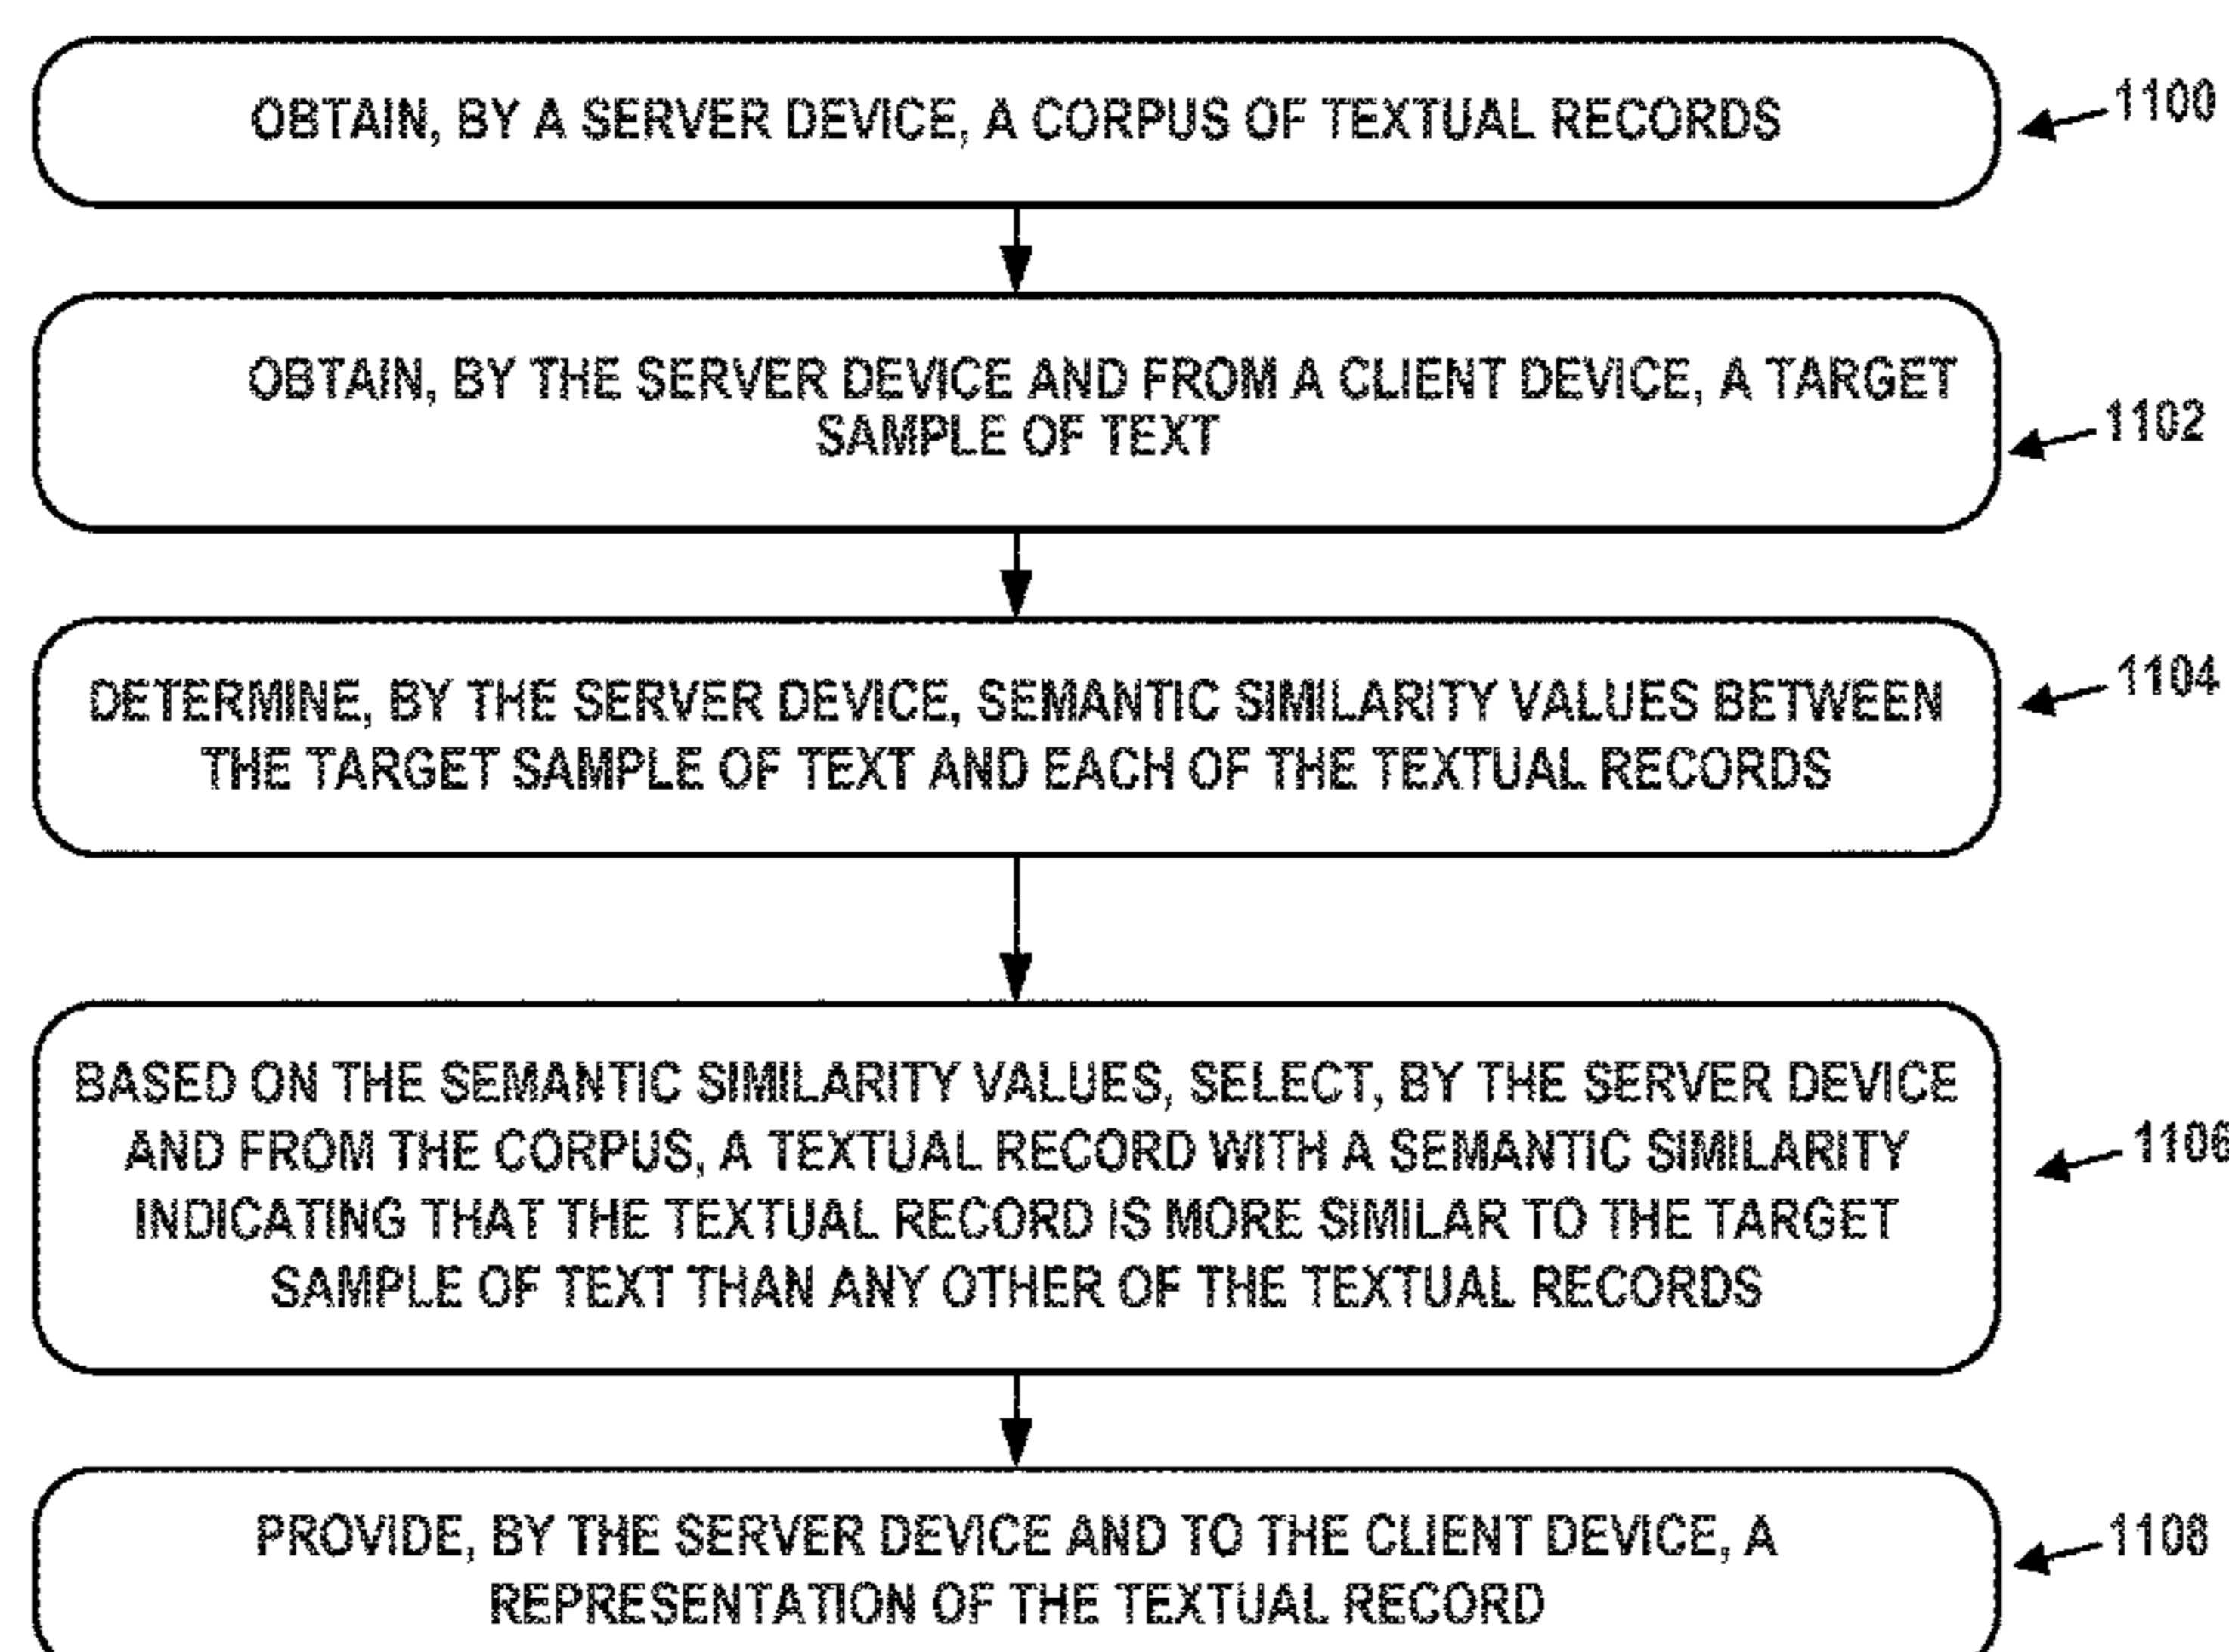 OBTAIN, BY A SERVER DEVICE, A CORPUS OF TEXTUAL RECORDS
1100
OBTAIN, BY THE SERVER DEVICE AND FROM A CLIENT DEVICE, A TARGET
SAMPLE OF TEXT
1102
DETERMINE, BY THE SERVER DEVICE, SEMANTIC SIMILARITY VALUES BETWEEN
THE TARGET SAMPLE OF TEXT AND EACH OF THE TEXTUAL RECORDS
1104
BASED ON THE SEMANTIC SIMILARITY VALUES, SELECT, BY THE SERVER DEVICE
AND FROM THE CORPUS, A TEXTUAL RECORD WITH A SEMANTIC SIMILARITY
INDICATING THAT THE TEXTUAL RECORD IS MORE SIMILAR TO THE TARGET
SAMPLE OF TEXT THAN ANY OTHER OF THE TEXTUAL RECORDS
1106
PROVIDE, BY THE SERVER DEVICE AND TO THE CLIENT DEVICE, A
REPRESENTATION OF THE TEXTUAL RECORD
1108